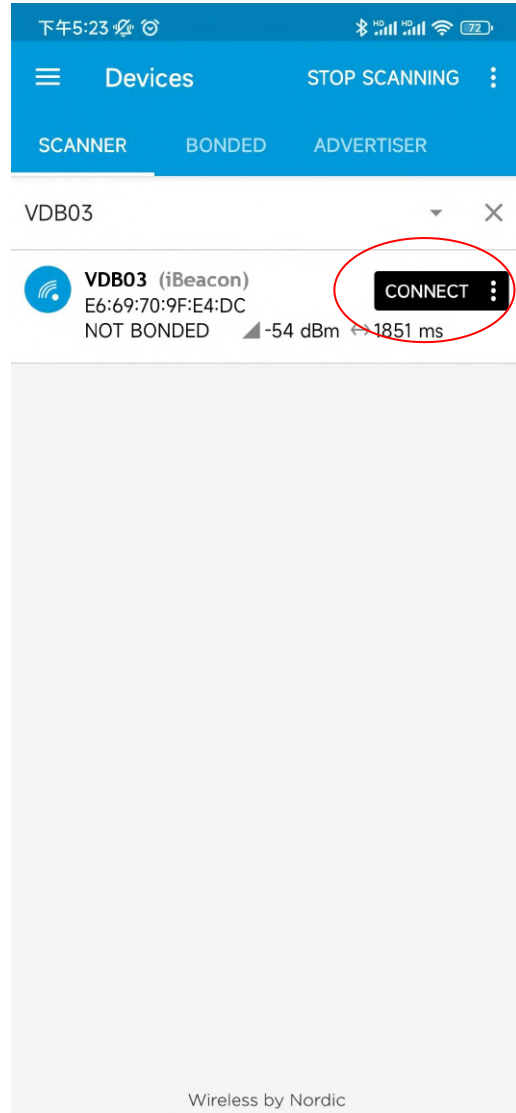 下午5:23 72
Devices STOP SCANNING
SCANNER BONDED ADVERTISER
VDB03
VDB03 (iBeacon) CONNECT
E6:69:70:9F:E4:DC
NOT BONDED -54 dBm 1851 ms
Wireless by Nordic